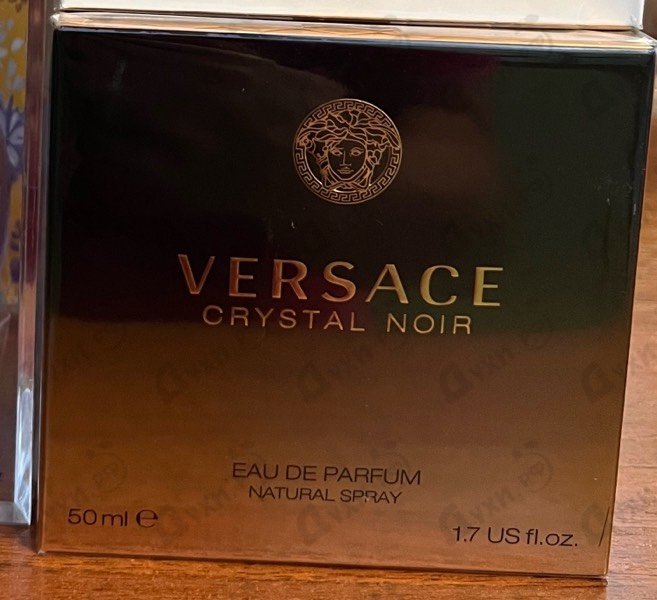 VERSACE
CRYSTAL NOIR
EAU DE PARFUM
NATURAL SPRAY
50 ml e
1.7 US fl.oz.